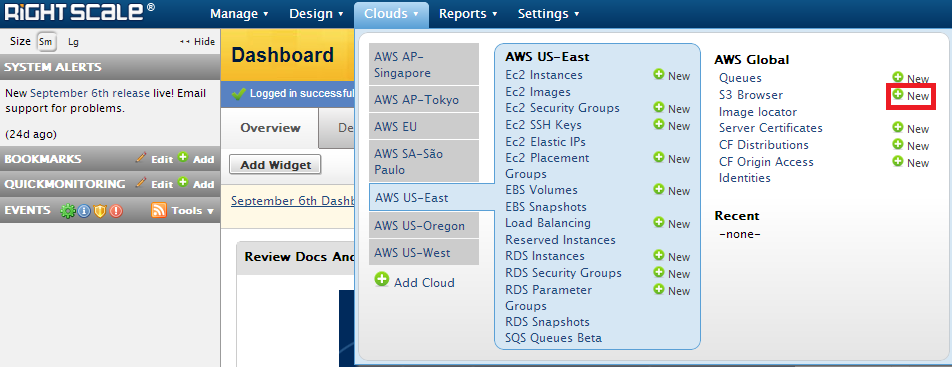 RIGHT SCALE®
Manage Design Clouds Reports Settings
Size Sm Lg Hide
SYSTEM ALERTS
New September 6th release live! Email
support for problems.
(24d ago)
BOOKMARKS Edit Add
QUICKMONITORING Edit Add
EVENTS Tools
Dashboard
Logged in successful
Overview De
Add Widget
September 6th Dashb
Review Docs And
AWS AP-
Singapore
AWS AP-Tokyo
AWS EU
AWS SA-São
Paulo
AWS US-East
AWS US-Oregon
AWS US-West
Add Cloud
AWS US-East
Ec2 Instances New
Ec2 Images
Ec2 Security Groups New
Ec2 SSH Keys New
Ec2 Elastic IPs
Ec2 Placement New
Groups
EBS Volumes New
EBS Snapshots
Load Balancing New
Reserved Instances
RDS Instances New
RDS Security Groups New
RDS Parameter New
Groups
RDS Snapshots
SQS Queues Beta
AWS Global
Queues New
S3 Browser New
Image locator
Server Certificates New
CF Distributions New
CF Origin Access New
Identities
Recent
-none-